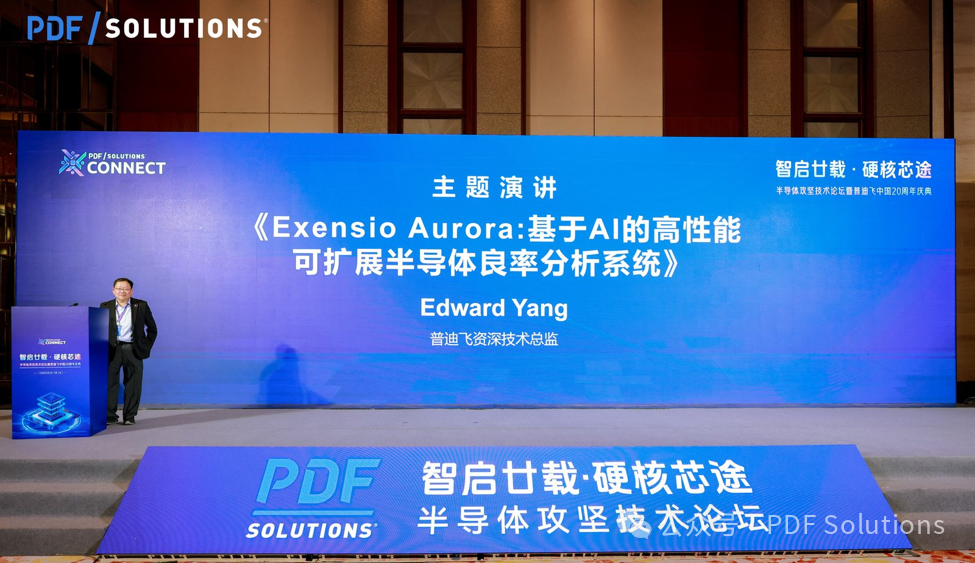 PDF/SOLUTIONS®
PDF/SOLUTIONS
CONNECT
智启廿载·硬核芯途
半导体攻坚技术论坛暨普迪飞中国20周年庆典
主题演讲
《Exensio Aurora:基于AI的高性能
可扩展半导体良率分析系统》
Edward Yang
普迪飞资深技术总监
CONNECT
智启廿载·硬核芯途
PDF
SOLUTIONS®
智启廿载·硬核芯途
半导体攻坚技术论坛
公众号·PDF Solutions